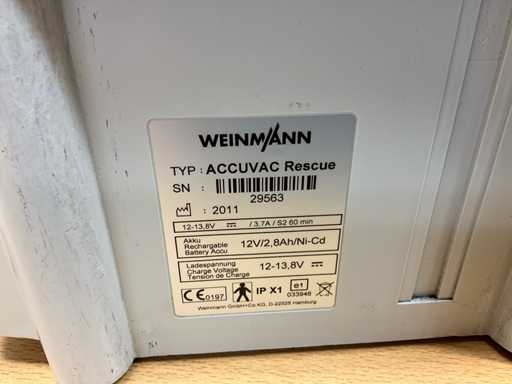 WEINMANN
TYP : ACCUVAC Rescue
SN :
29563
: 2011
12-13,8V ⎓ / 3.7A / S2 60 min
Akku
Rechargable
Battery Accu
12V/2,8Ah/Ni-Cd
Ladespannung
Charge Voltage
Tension de Charge
12-13,8V ⎓
CE 0197
IP X1
e1
033948
Weinmann GmbH+Co.KG, D-22525 Hamburg